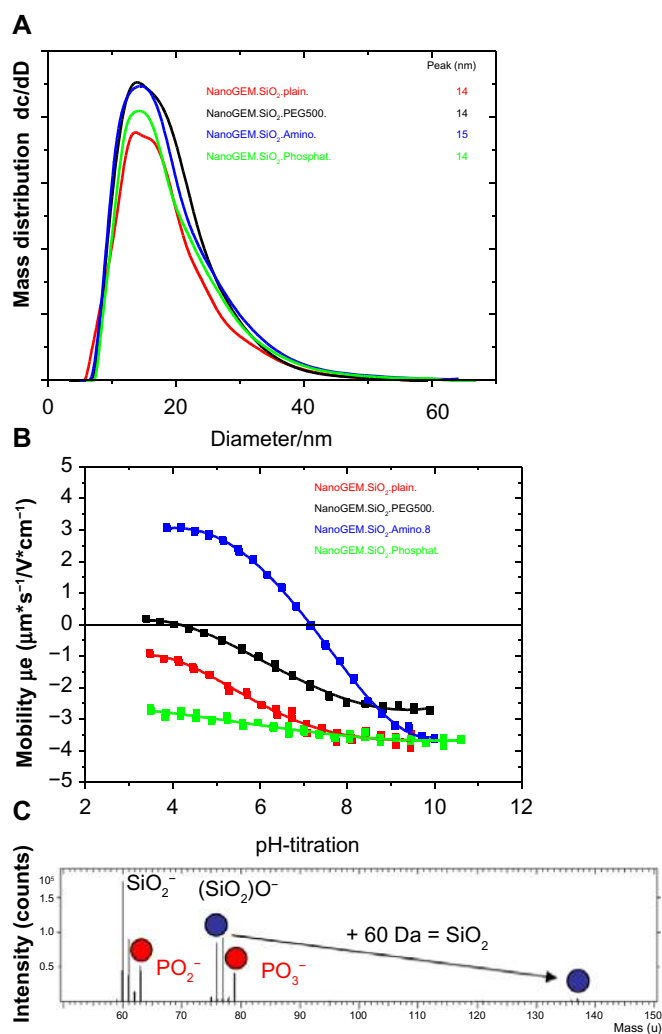 A
Mass distribution dc/dD
Peak (nm)
NanoGEM.SiO₂.plain. 14
NanoGEM.SiO₂.PEG500. 14
NanoGEM.SiO₂.Amino. 15
NanoGEM.SiO₂.Phosphat. 14
0 20 40 60
Diameter/nm
B
Mobility µe (µm*s⁻¹/V*cm⁻¹)
5
4
3
2
1
0
−1
−2
−3
−4
−5
NanoGEM.SiO₂.plain.
NanoGEM.SiO₂.PEG500.
NanoGEM.SiO₂.Amino.8
NanoGEM.SiO₂.Phosphat.
2 4 6 8 10 12
pH-titration
C
Intensity (counts)
10⁵
1.5
1.0
0.5
SiO₂⁻
(SiO₂)O⁻
+ 60 Da = SiO₂
PO₂⁻
PO₃⁻
60 70 80 90 100 110 120 130 140 150
Mass (u)